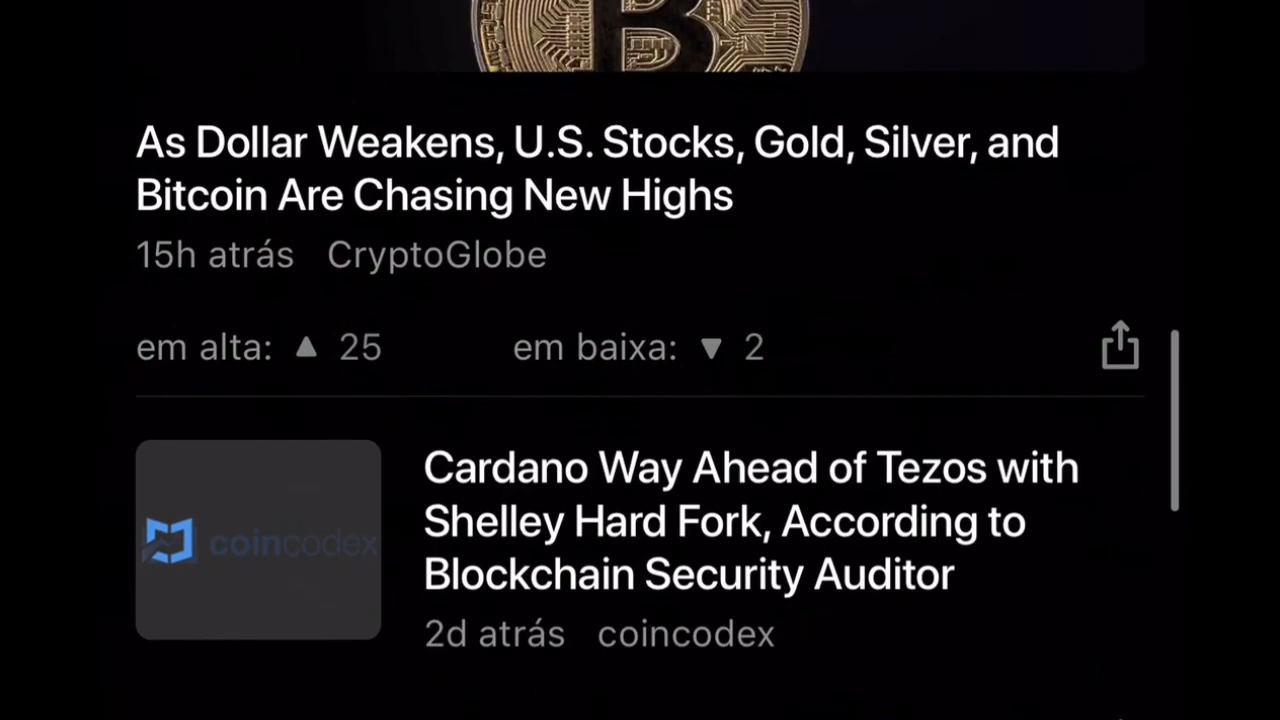 As Dollar Weakens, U.S. Stocks, Gold, Silver, and
Bitcoin Are Chasing New Highs
15h atrás CryptoGlobe
em alta: ▲ 25 em baixa: ▼ 2
Cardano Way Ahead of Tezos with
Shelley Hard Fork, According to
Blockchain Security Auditor
coincodex
2d atrás coincodex